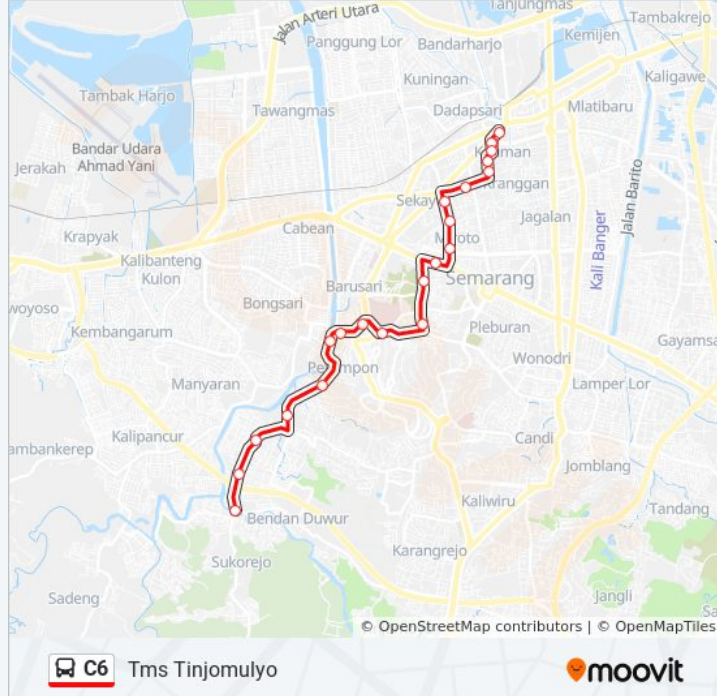 Tanjungmas
Jalan Arteri Utara
Tambakrejo
Panggung Lor
Bandarharjo
Kemijen
Kaligawe
Kuningan
Tambak Harjo
Tawangmas
Dadapsari
Mlatibaru
Bandar Udara
Ahmad Yani
Jerakah
Kranggan
Jalan Barito
Sekayu
Jagalan
Krapyak
Cabean
Miroto
Kali Banger
Kalibanteng
Kulon
Barusari
Semarang
woyoso
Bongsari
Kembangarum
Pleburan
Gayamsa
Wonodri
Manyaran
Lamper Lor
Kalipancur
Candi
ambankerep
Jomblang
Kaliwiru
Tandang
Bendan Duwur
Karangrejo
Sukorejo
Sadeng
Jangli
© OpenStreetMap contributors | © OpenMapTiles
C6 Tms Tinjomulyo
moovit